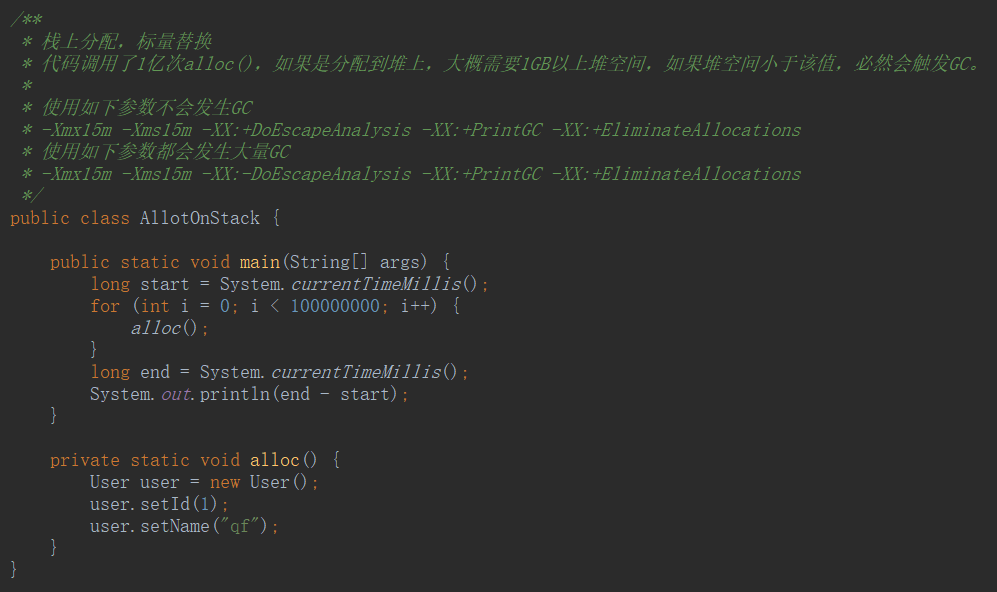 /**
 * 栈上分配，标量替换
 * 代码调用了1亿次alloc()，如果是分配到堆上，大概需要1GB以上堆空间，如果堆空间小于该值，必然会触发GC。
 *
 * 使用如下参数不会发生GC
 * -Xmx15m -Xms15m -XX:+DoEscapeAnalysis -XX:+PrintGC -XX:+EliminateAllocations
 * 使用如下参数都会发生大量GC
 * -Xmx15m -Xms15m -XX:-DoEscapeAnalysis -XX:+PrintGC -XX:+EliminateAllocations
 */
public class AllotOnStack {
    public static void main(String[] args) {
        long start = System.currentTimeMillis();
        for (int i = 0; i < 100000000; i++) {
            alloc();
        }
        long end = System.currentTimeMillis();
        System.out.println(end - start);
    }
    private static void alloc() {
        User user = new User();
        user.setId(1);
        user.setName("qf");
    }
}